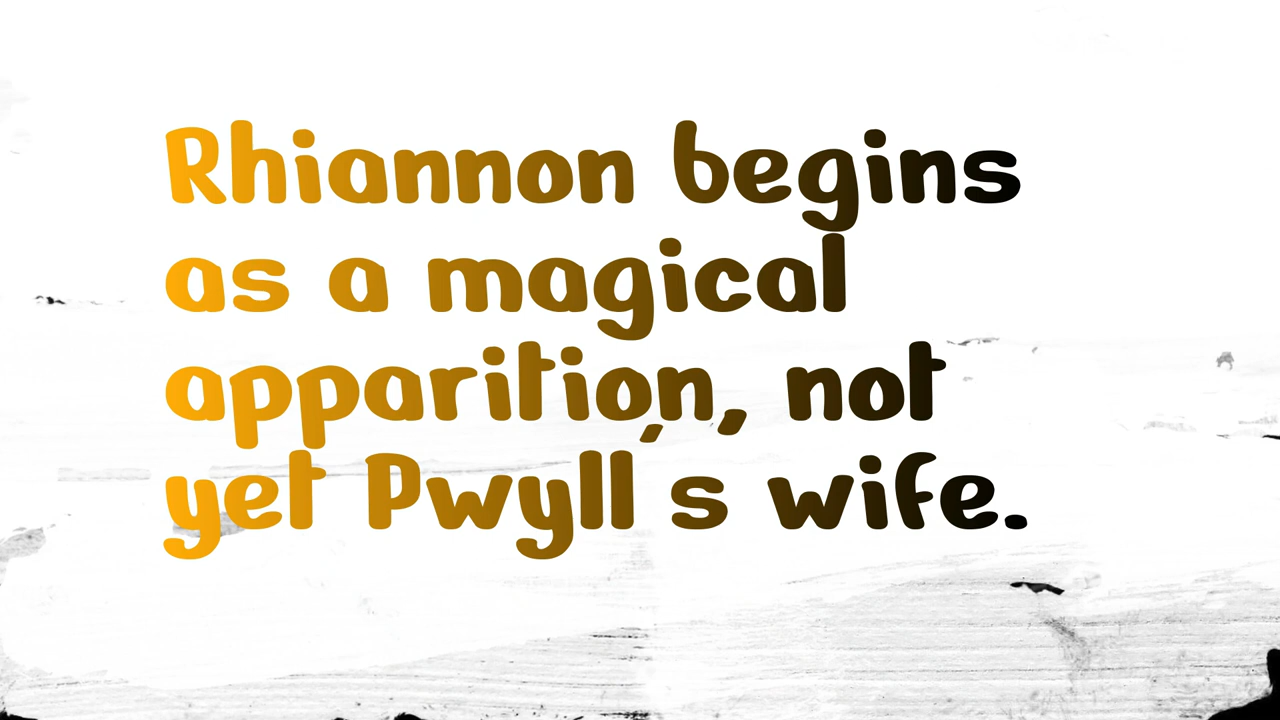 Rhiannon begins
as a magical
apparition, not
yet Pwyll's wife.